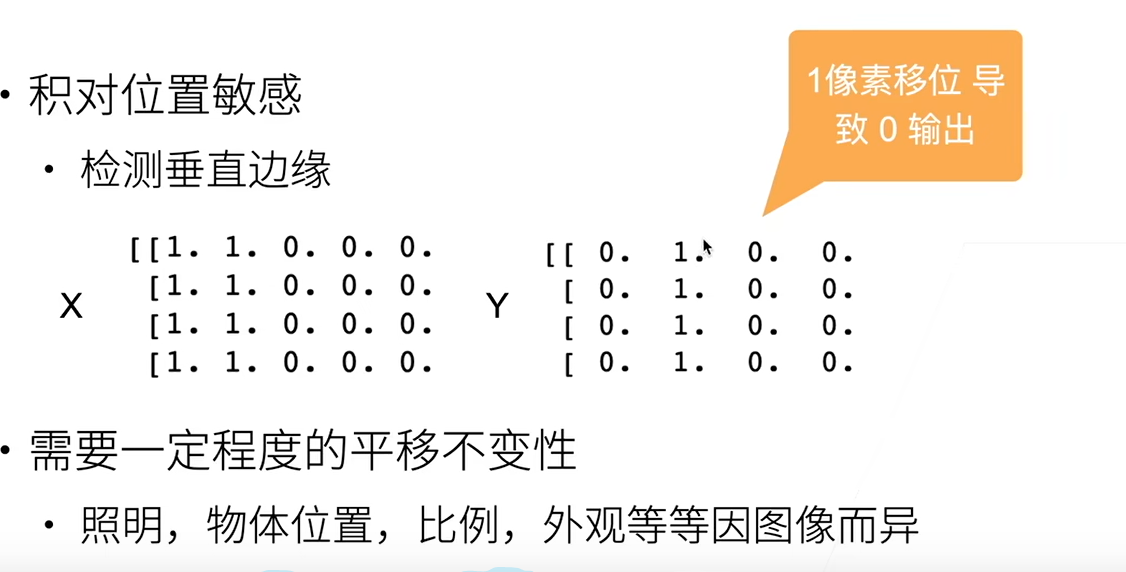 积对位置敏感
1像素移位 导
致 0 输出
检测垂直边缘
X
[[1. 1. 0. 0. 0.
[1. 1. 0. 0. 0.
[1. 1. 0. 0. 0.
[1. 1. 0. 0. 0.
Y
[[ 0. 1. 0. 0.
[ 0. 1. 0. 0.
[ 0. 1. 0. 0.
[ 0. 1. 0. 0.
需要一定程度的平移不变性
照明，物体位置，比例，外观等等因图像而异